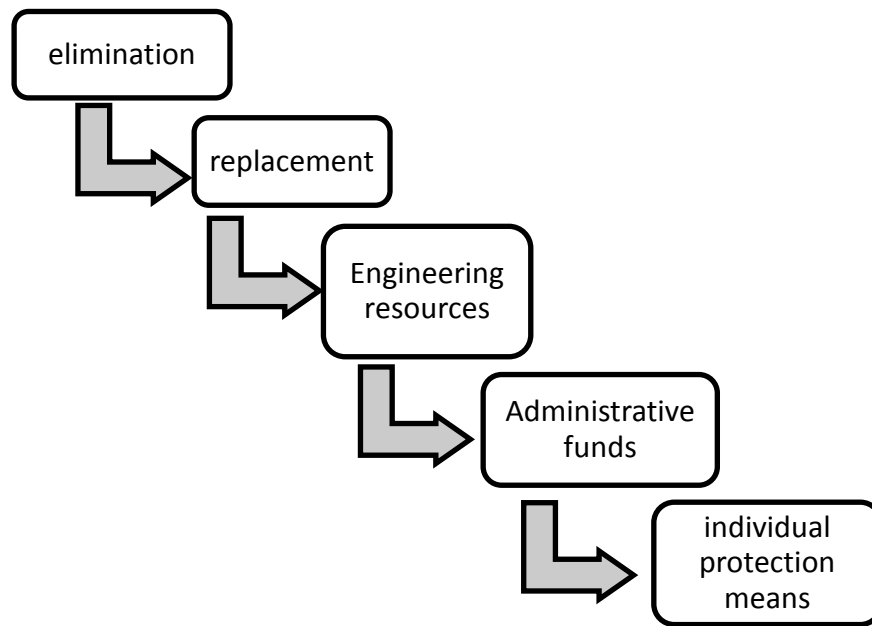 elimination
replacement
Engineering
resources
Administrative
funds
individual
protection
means